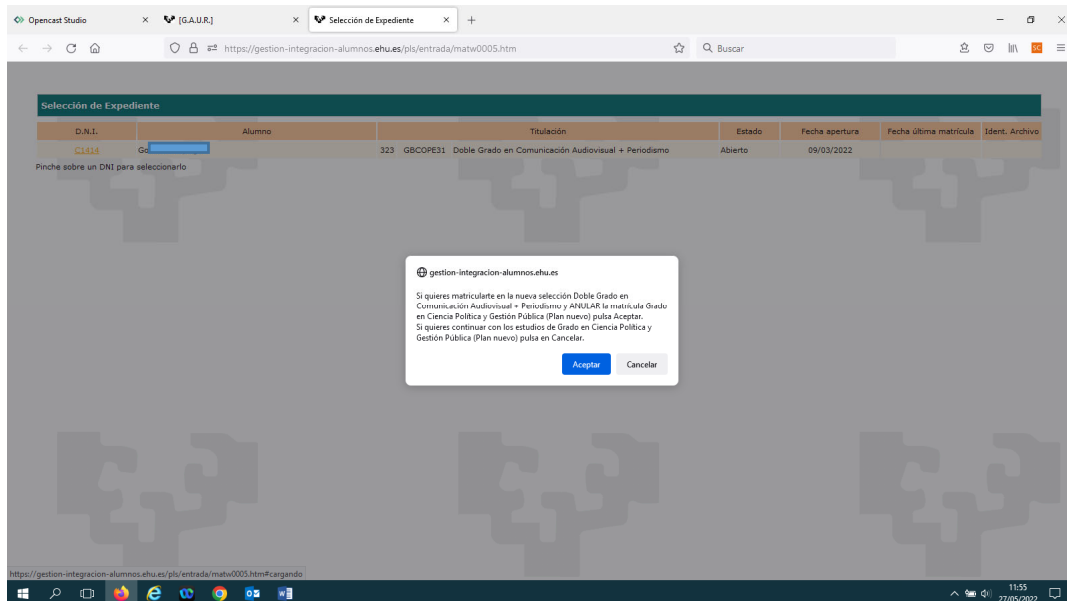 Opencast Studio
[G.A.U.R.]
Selección de Expediente
https://gestion-integracion-alumnos.ehu.es/pls/entrada/matw0005.htm
Buscar
SC
Selección de Expediente
D.N.I. Alumno Titulación Estado Fecha apertura Fecha última matrícula Ident. Archivo
C1414 Go 323 GBCOPE31 Doble Grado en Comunicación Audiovisual + Periodismo Abierto 09/03/2022
Pinche sobre un DNI para seleccionarlo
gestion-integracion-alumnos.ehu.es
Si quieres matricularte en la nueva selección Doble Grado en
Comunicación Audiovisual + Periodismo y ANULAR la matrícula Grado
en Ciencia Política y Gestión Pública (Plan nuevo) pulsa Aceptar.
Si quieres continuar con los estudios de Grado en Ciencia Política y
Gestión Pública (Plan nuevo) pulsa en Cancelar.
Aceptar Cancelar
https://gestion-integracion-alumnos.ehu.es/pls/entrada/matw0005.htm#cargando
11:55
27/05/2022